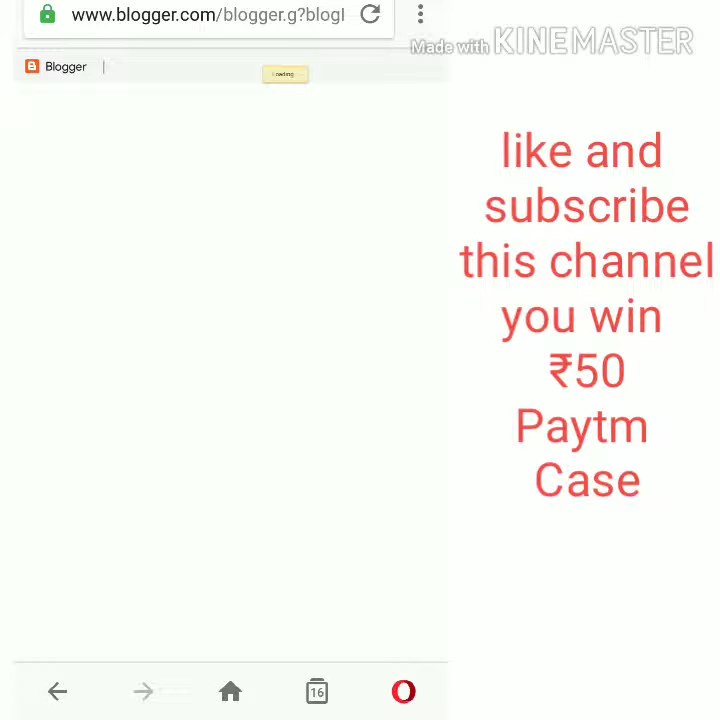 www.blogger.com/blogger.g?blogI
Made with KINEMASTER
Blogger
Loading...
like and
subscribe
this channel
you win
₹50
Paytm
Case
16